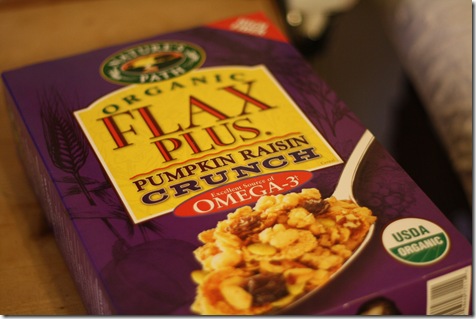 NATURE'S
PATH
ORGANIC
FLAX
PLUS.
PUMPKIN RAISIN
CRUNCH
Excellent Source of
OMEGA-3
USDA
ORGANIC